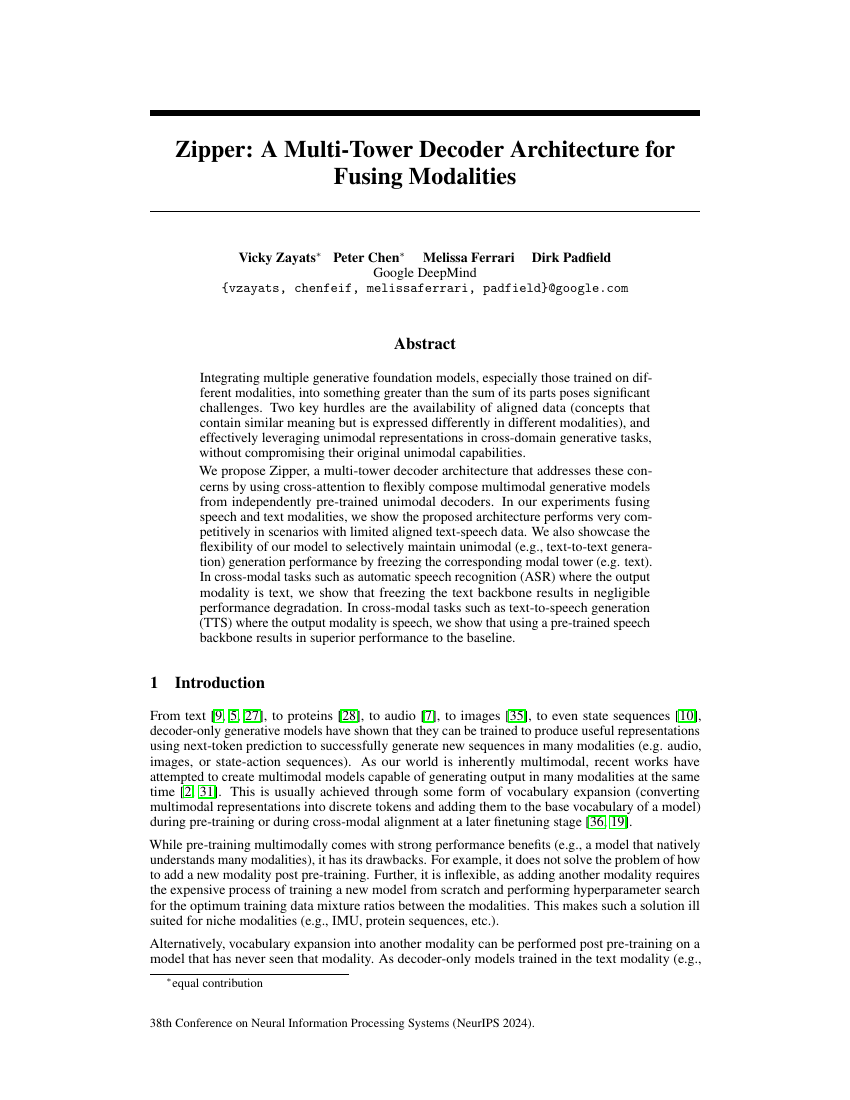 Zipper: A Multi-Tower Decoder Architecture for
Fusing Modalities
Vicky Zayats* Peter Chen* Melissa Ferrari Dirk Padfield
Google DeepMind
{vzayats, chenfeif, melissaferrari, padfield}@google.com
Abstract
Integrating multiple generative foundation models, especially those trained on dif-
ferent modalities, into something greater than the sum of its parts poses significant
challenges. Two key hurdles are the availability of aligned data (concepts that
contain similar meaning but is expressed differently in different modalities), and
effectively leveraging unimodal representations in cross-domain generative tasks,
without compromising their original unimodal capabilities.
We propose Zipper, a multi-tower decoder architecture that addresses these con-
cerns by using cross-attention to flexibly compose multimodal generative models
from independently pre-trained unimodal decoders. In our experiments fusing
speech and text modalities, we show the proposed architecture performs very com-
petitively in scenarios with limited aligned text-speech data. We also showcase the
flexibility of our model to selectively maintain unimodal (e.g., text-to-text genera-
tion) generation performance by freezing the corresponding modal tower (e.g. text).
In cross-modal tasks such as automatic speech recognition (ASR) where the output
modality is text, we show that freezing the text backbone results in negligible
performance degradation. In cross-modal tasks such as text-to-speech generation
(TTS) where the output modality is speech, we show that using a pre-trained speech
backbone results in superior performance to the baseline.
1 Introduction
From text [9, 5, 27], to proteins [28], to audio [7], to images [35], to even state sequences [10],
decoder-only generative models have shown that they can be trained to produce useful representations
using next-token prediction to successfully generate new sequences in many modalities (e.g. audio,
images, or state-action sequences). As our world is inherently multimodal, recent works have
attempted to create multimodal models capable of generating output in many modalities at the same
time [2, 31]. This is usually achieved through some form of vocabulary expansion (converting
multimodal representations into discrete tokens and adding them to the base vocabulary of a model)
during pre-training or during cross-modal alignment at a later finetuning stage [36, 19].
While pre-training multimodally comes with strong performance benefits (e.g., a model that natively
understands many modalities), it has its drawbacks. For example, it does not solve the problem of how
to add a new modality post pre-training. Further, it is inflexible, as adding another modality requires
the expensive process of training a new model from scratch and performing hyperparameter search
for the optimum training data mixture ratios between the modalities. This makes such a solution ill
suited for niche modalities (e.g., IMU, protein sequences, etc.).
Alternatively, vocabulary expansion into another modality can be performed post pre-training on a
model that has never seen that modality. As decoder-only models trained in the text modality (e.g.,
*equal contribution
38th Conference on Neural Information Processing Systems (NeurIPS 2024).